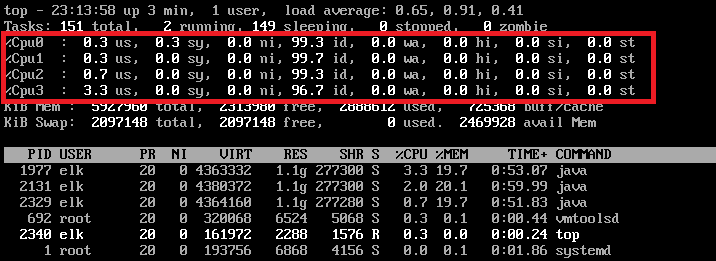 top - 23:13:58 up 3 min,  1 user,  load average: 0.65, 0.91, 0.41
Tasks: 151 total,   2 running, 149 sleeping,   0 stopped,   0 zombie
%Cpu0  :  0.3 us,  0.3 sy,  0.0 ni, 99.3 id,  0.0 wa,  0.0 hi,  0.0 si,  0.0 st
%Cpu1  :  0.3 us,  0.0 sy,  0.0 ni, 99.7 id,  0.0 wa,  0.0 hi,  0.0 si,  0.0 st
%Cpu2  :  0.7 us,  0.0 sy,  0.0 ni, 99.3 id,  0.0 wa,  0.0 hi,  0.0 si,  0.0 st
%Cpu3  :  3.3 us,  0.0 sy,  0.0 ni, 96.7 id,  0.0 wa,  0.0 hi,  0.0 si,  0.0 st
KiB Mem :  5927960 total,  2313980 free,  2888612 used,   725368 buff/cache
KiB Swap:  2097148 total,  2097148 free,        0 used.  2469928 avail Mem
  PID USER      PR  NI    VIRT    RES    SHR S  %CPU %MEM     TIME+ COMMAND
 1977 elk       20   0 4363332   1.1g 277300 S   3.3 19.7   0:53.07 java
 2131 elk       20   0 4380372   1.1g 277300 S   2.0 20.1   0:59.99 java
 2329 elk       20   0 4364160   1.1g 277280 S   0.7 19.7   0:51.83 java
  692 root      20   0  320068   6524   5068 S   0.3  0.1   0:00.44 vmtoolsd
 2340 elk       20   0  161972   2288   1576 R   0.3  0.0   0:00.24 top
    1 root      20   0  193756   6868   4156 S   0.0  0.1   0:01.86 systemd